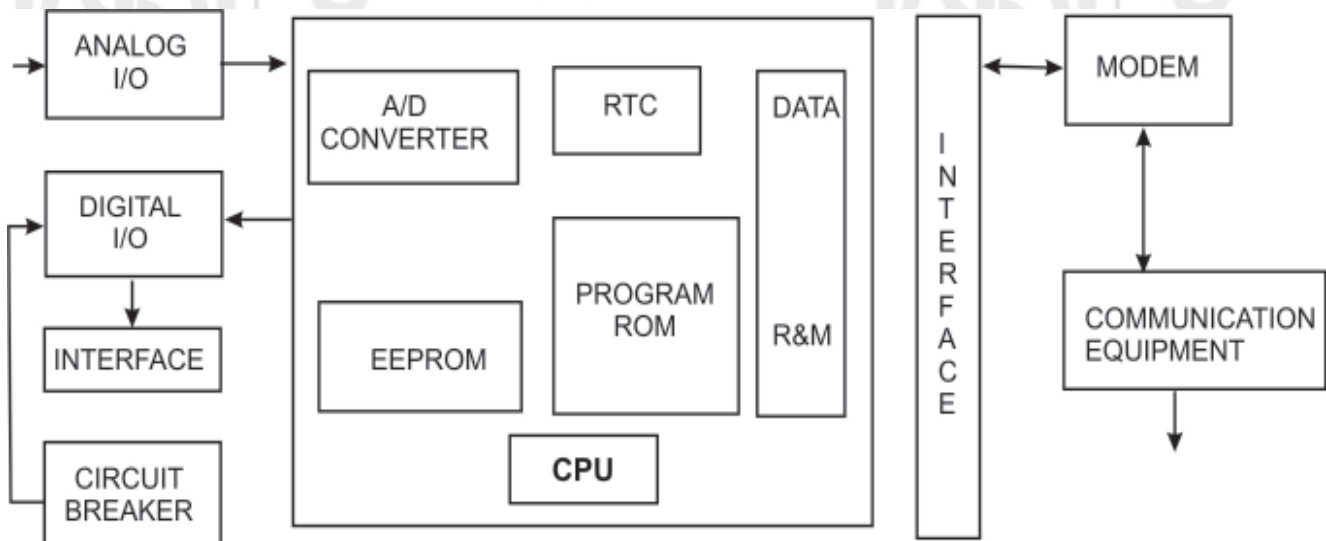 ANALOG
I/O
DIGITAL
I/O
INTERFACE
CIRCUIT
BREAKER
A/D
CONVERTER
RTC
DATA
R&M
EEPROM
PROGRAM
ROM
CPU
INTERFACE
MODEM
COMMUNICATION
EQUIPMENT